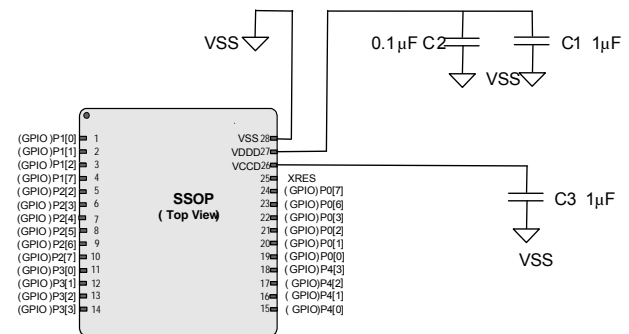 VSS
0.1µF C2
C1 1µF
VSS
(GPIO)P1[0] 1
VSS 28
(GPIO)P1[1] 2
VDDD 27
(GPIO)P1[2] 3
VCCD 26
(GPIO)P1[7] 4
25 XRES
(GPIO)P2[2] 5
24 (GPIO)P0[7]
(GPIO)P2[3] 6
23 (GPIO)P0[6]
(GPIO)P2[4] 7
22 (GPIO)P0[3]
(GPIO)P2[5] 8
21 (GPIO)P0[2]
(GPIO)P2[6] 9
20 (GPIO)P0[1]
(GPIO)P2[7] 10
19 (GPIO)P0[0]
(GPIO)P3[0] 11
18 (GPIO)P4[3]
(GPIO)P3[1] 12
17 (GPIO)P4[2]
(GPIO)P3[2] 13
16 (GPIO)P4[1]
(GPIO)P3[3] 14
15 (GPIO)P4[0]
SSOP
(Top View)
C3 1µF
VSS